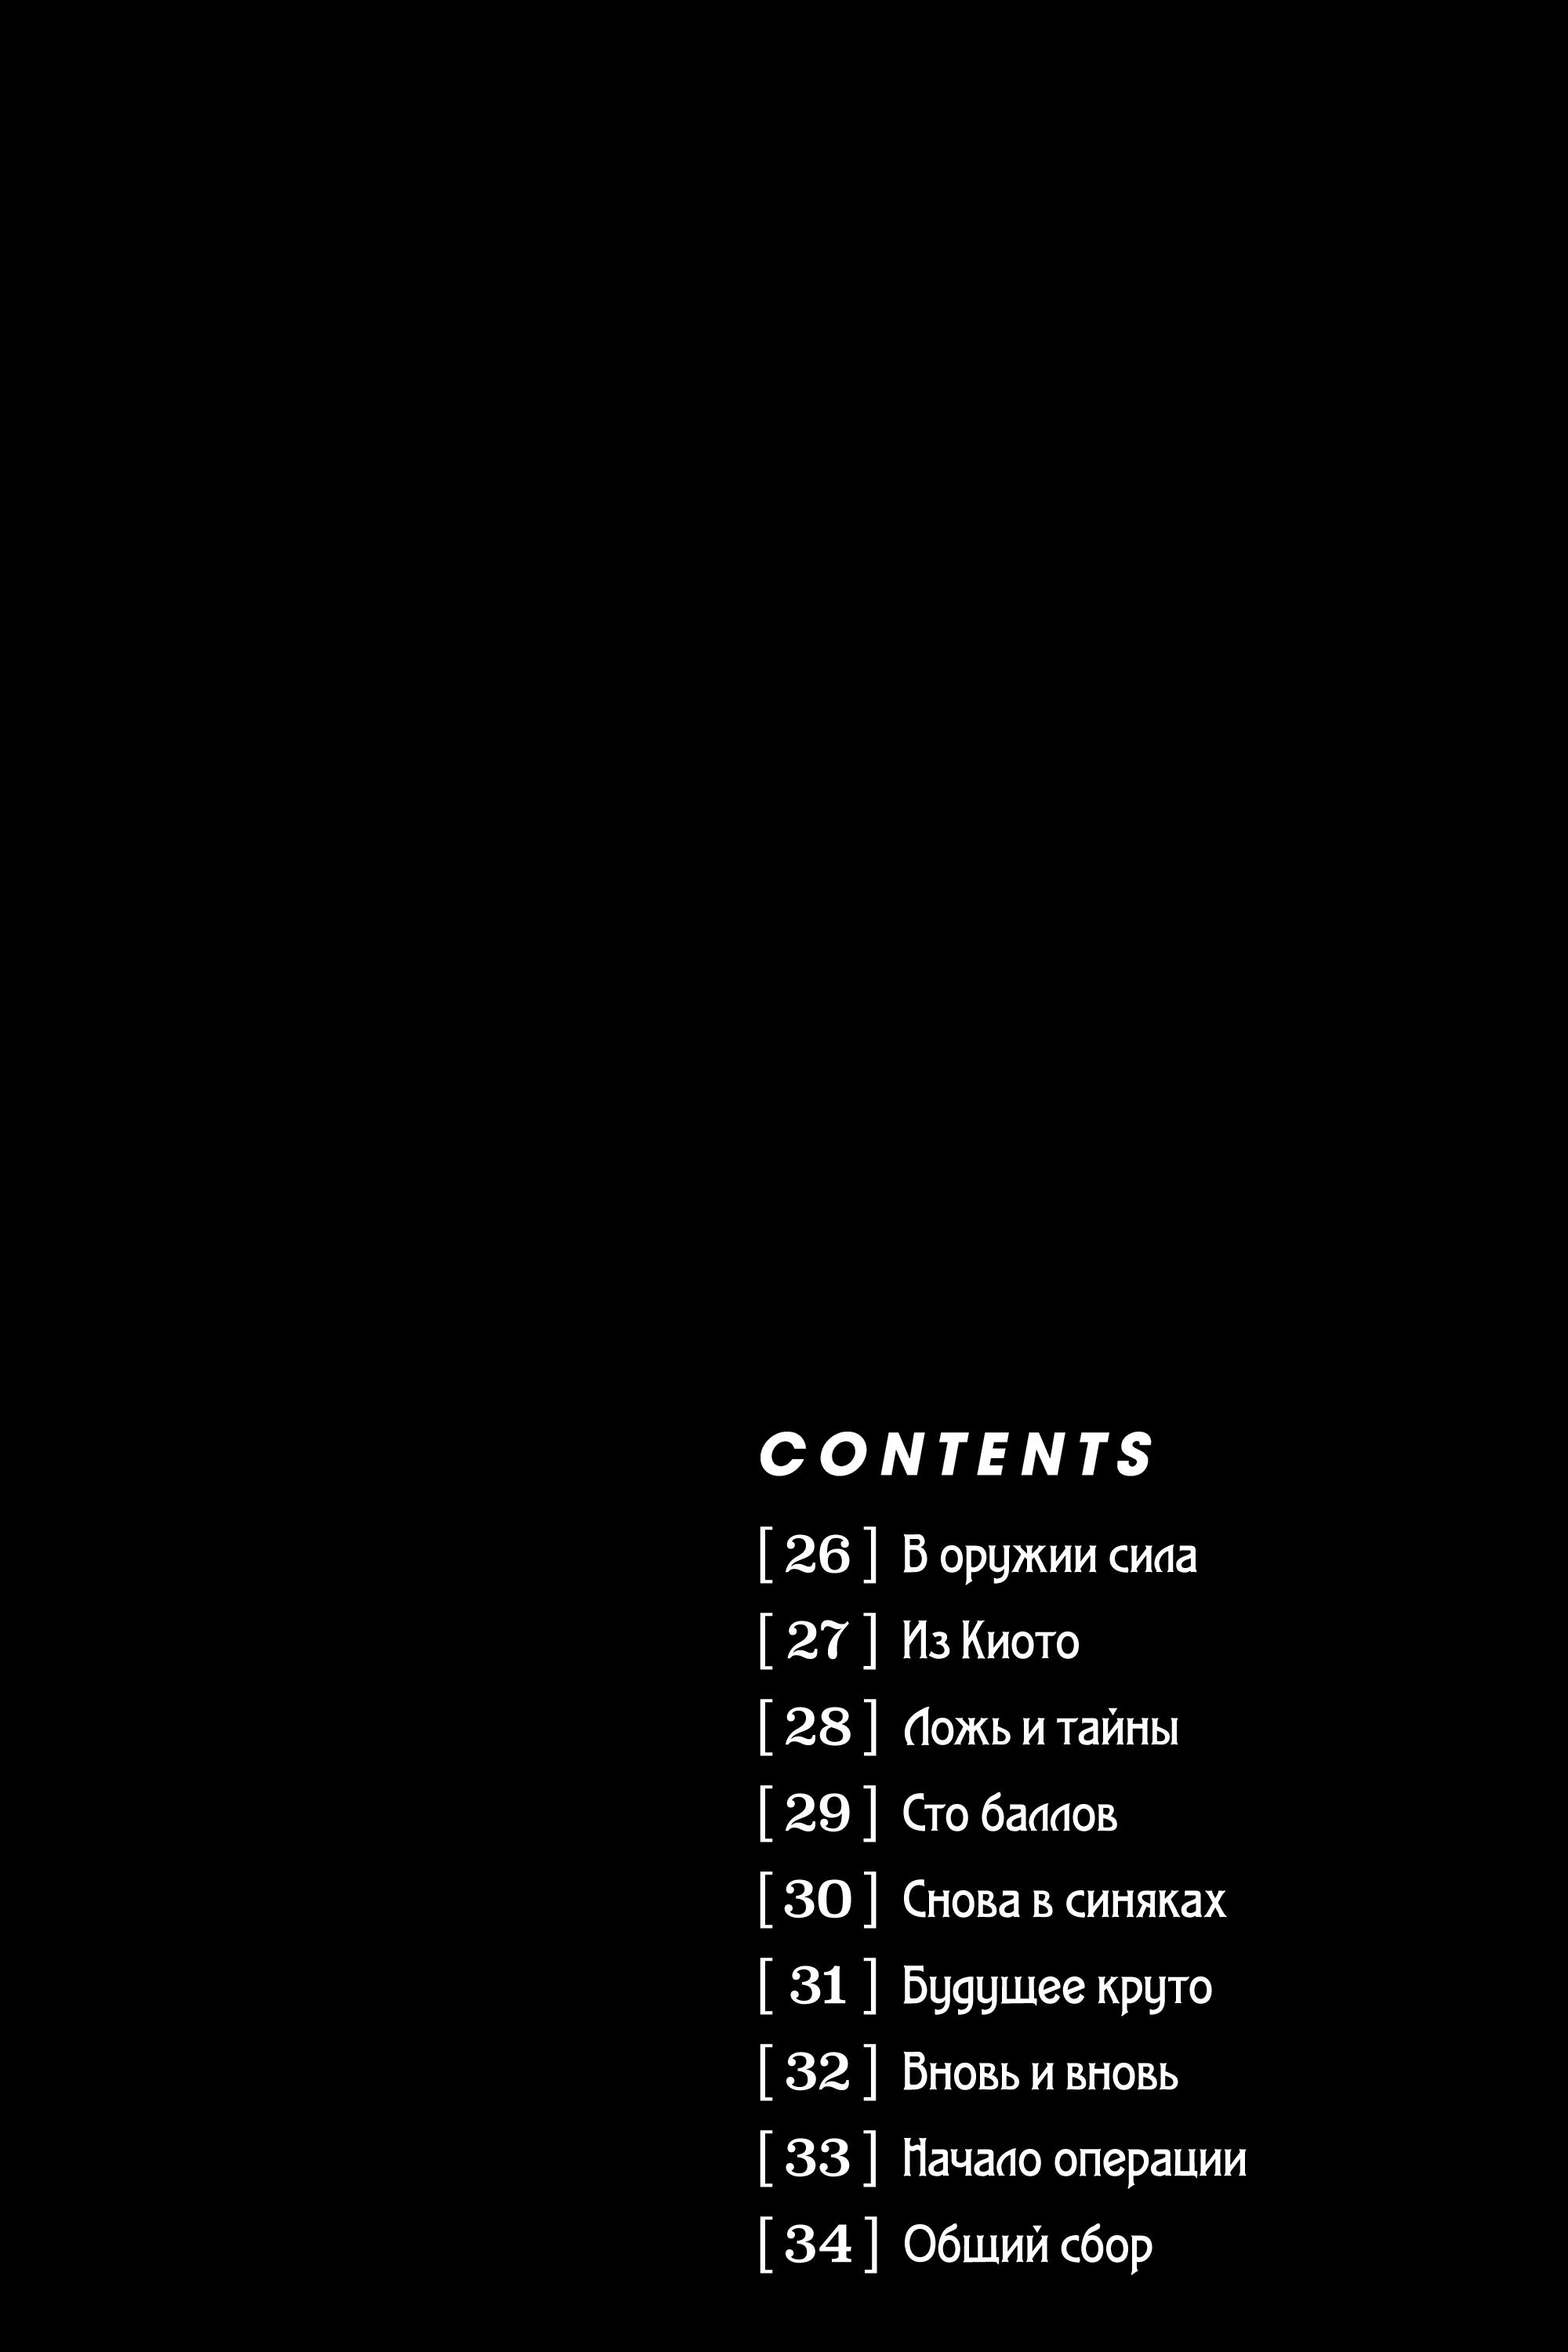 CONTENTS
[ 26 ] В оружии сила
[ 27 ] Из Киото
[ 28 ] Ложь и тайны
[ 29 ] Сто баллов
[ 30 ] Снова в синяках
[ 31 ] Будущее круто
[ 32 ] Вновь и вновь
[ 33 ] Начало операции
[ 34 ] Общий сбор